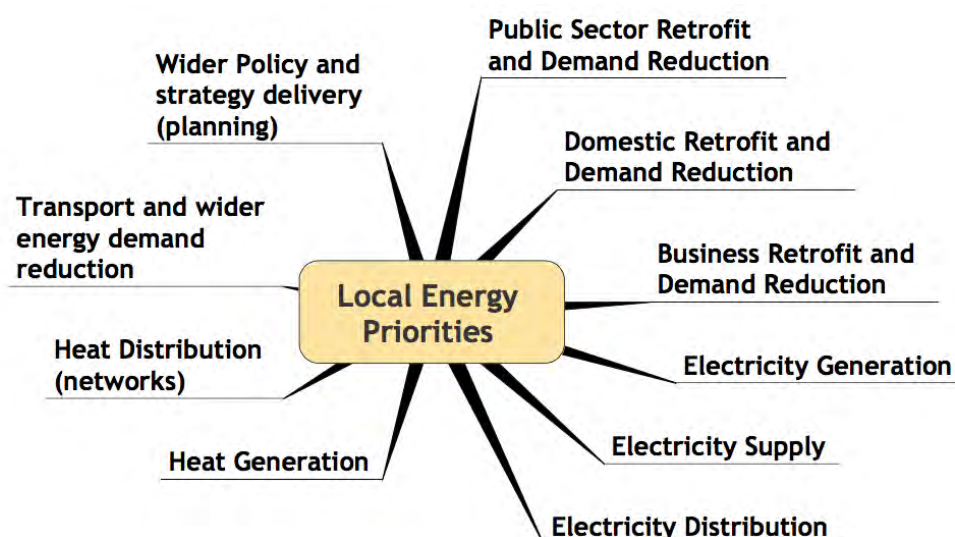 Public Sector Retrofit
and Demand Reduction
Wider Policy and
strategy delivery
(planning)
Domestic Retrofit and
Demand Reduction
Transport and wider
energy demand
reduction
Business Retrofit and
Demand Reduction
Local Energy
Priorities
Heat Distribution
(networks)
Electricity Generation
Heat Generation
Electricity Supply
Electricity Distribution